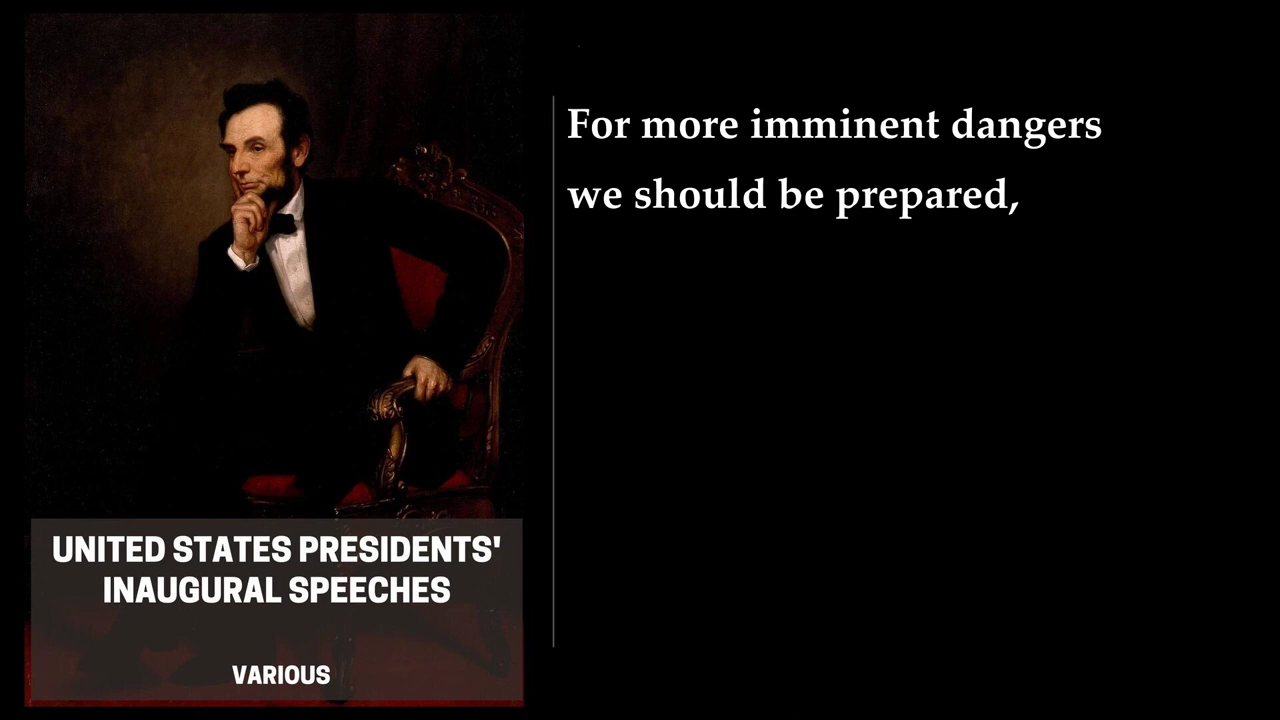 For more imminent dangers
we should be prepared,
UNITED STATES PRESIDENTS'
INAUGURAL SPEECHES
VARIOUS